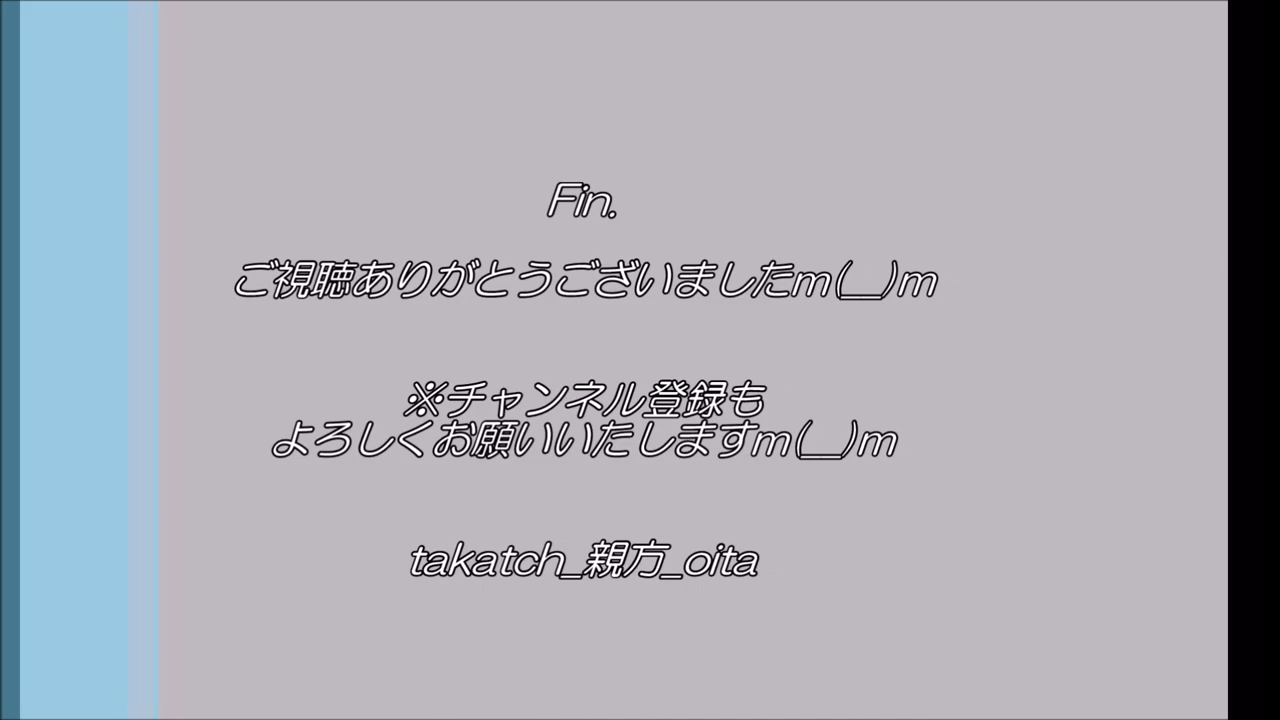 Fin.
ご視聴ありがとうございましたm(__)m
※チャンネル登録も
よろしくお願いいたしますm(__)m
takatch_親方_oita